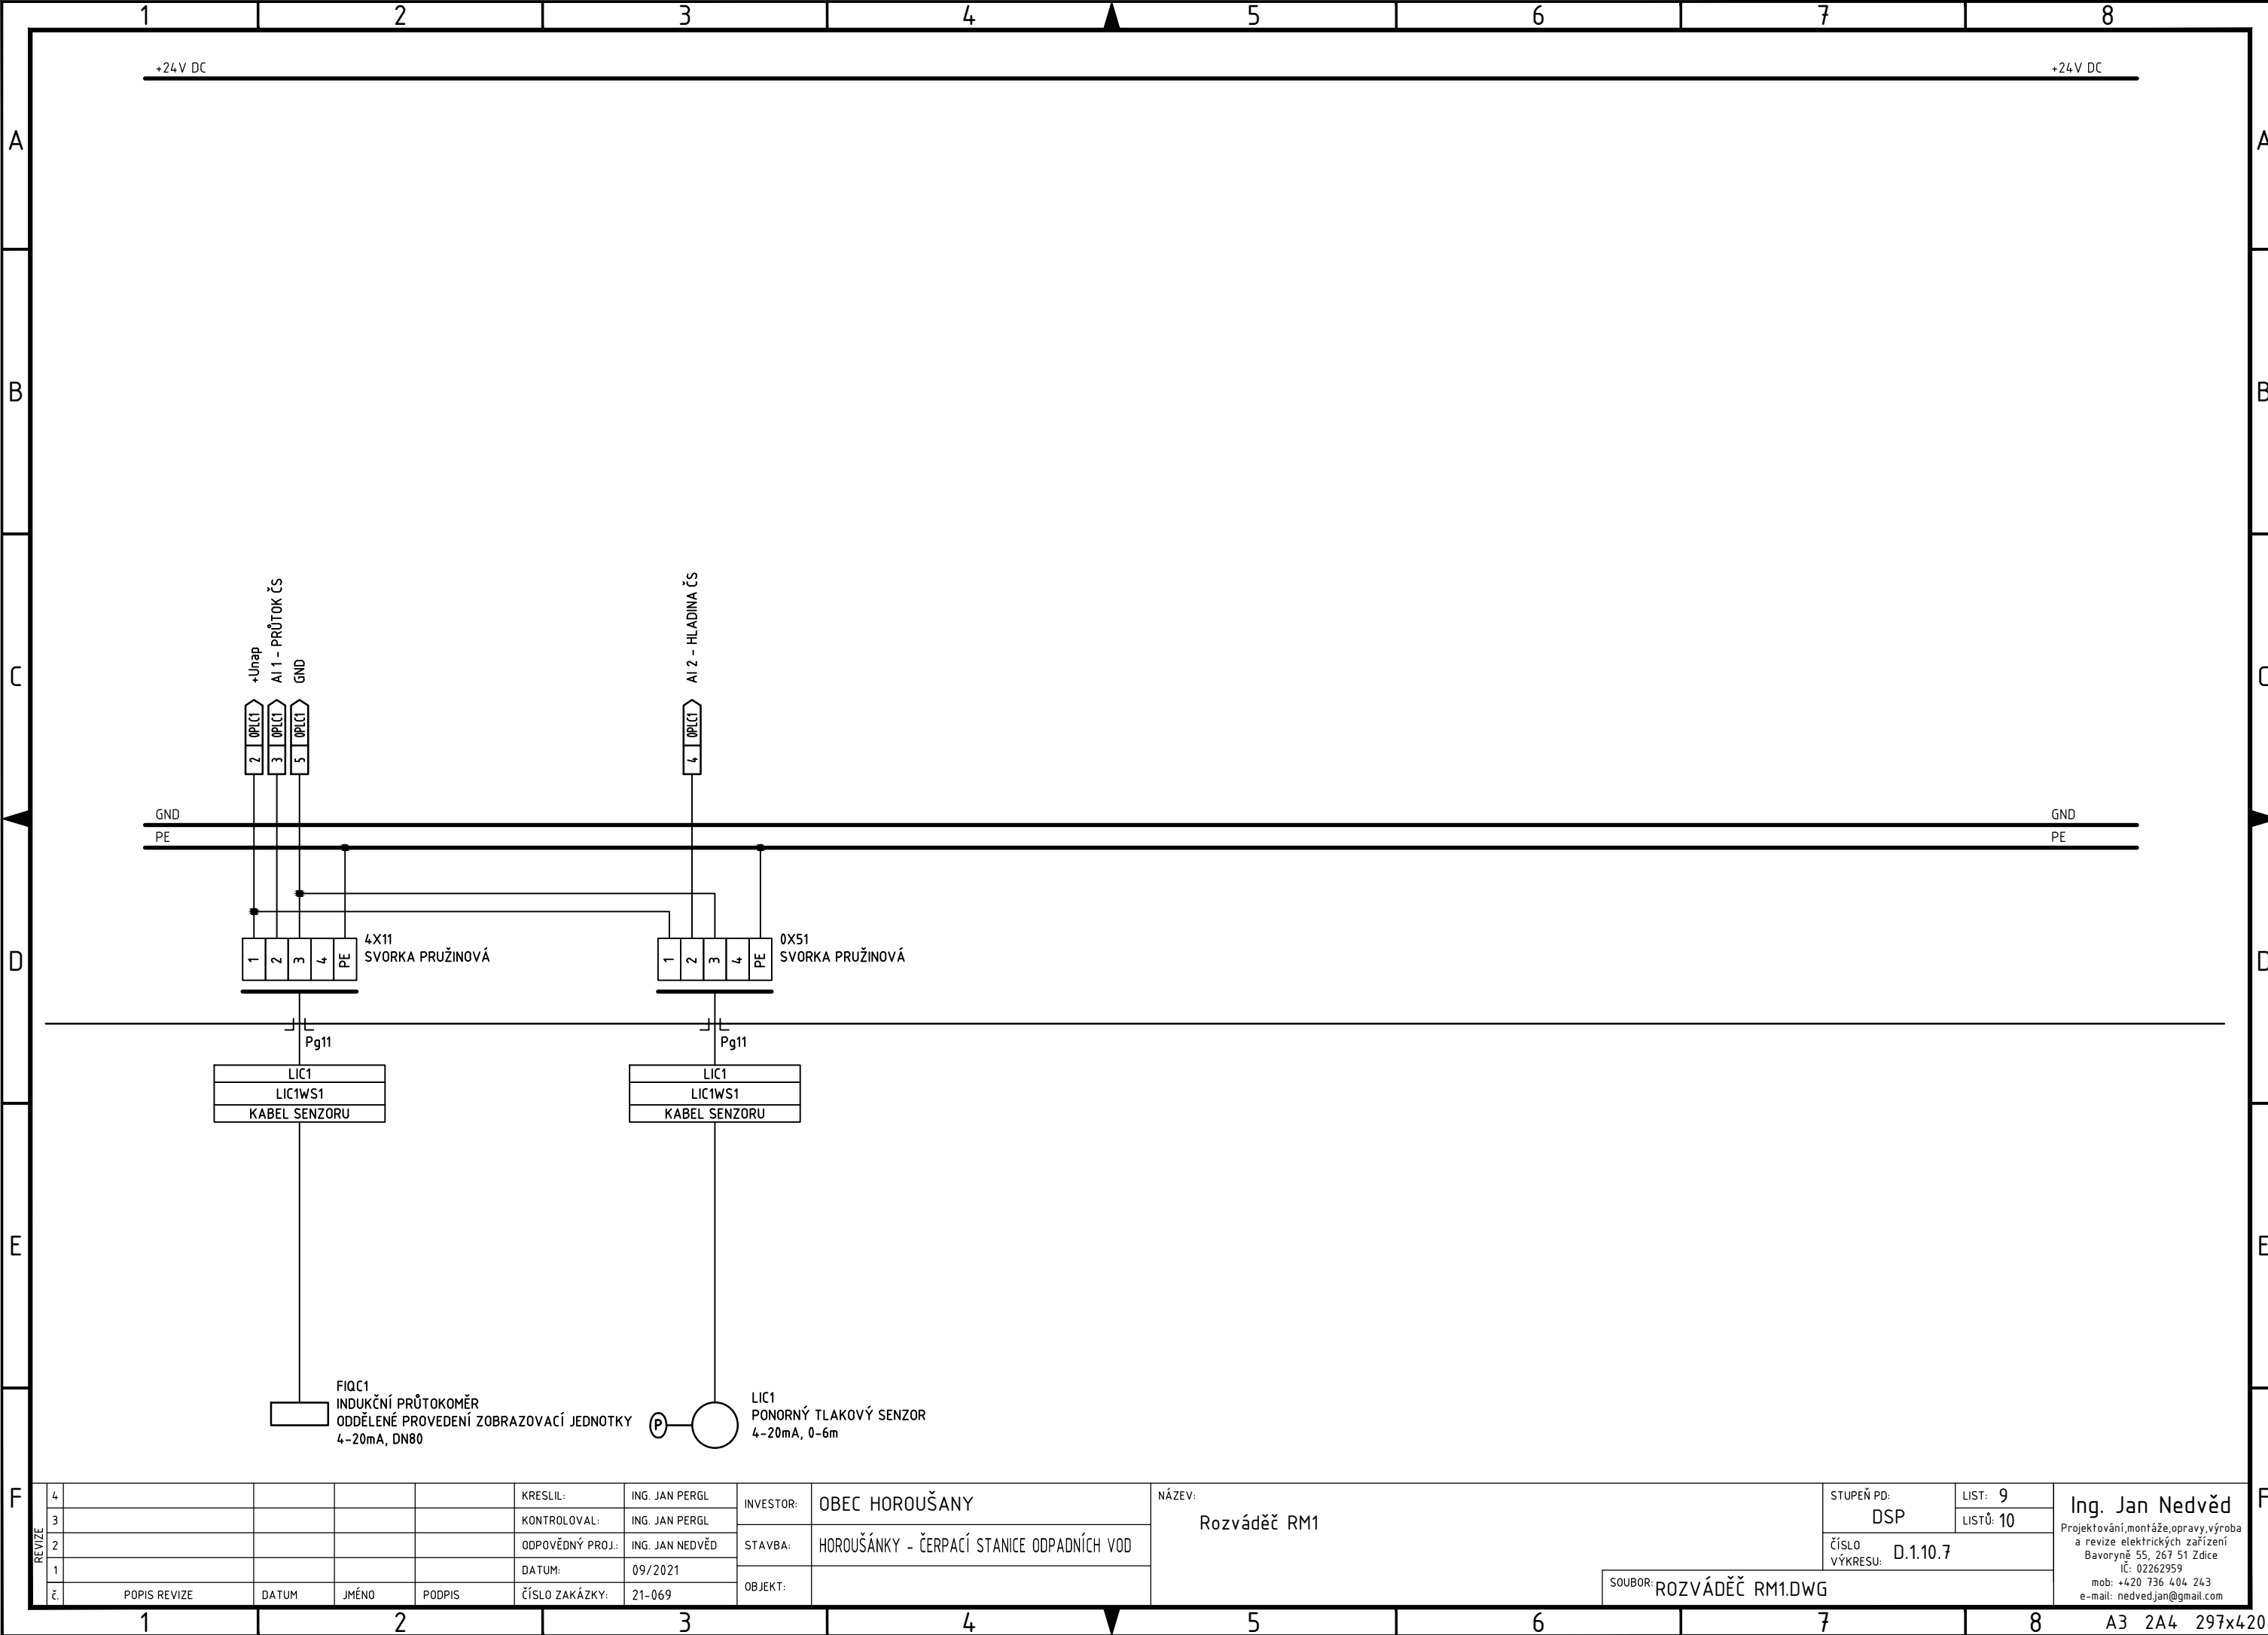 1 2 3 4 5 6 7 8
+24V DC +24V DC
A A
B B
C C
+Unap
AI 1 - PRŮTOK ČS
GND
AI 2 - HLADINA ČS
2 OPLC1
3 OPLC1
5 OPLC1
4 OPLC1
GND GND
PE PE
D D
1 2 3 4 PE
4X11
SVORKA PRUŽINOVÁ
1 2 3 4 PE
0X51
SVORKA PRUŽINOVÁ
Pg11 Pg11
LIC1
LIC1WS1
KABEL SENZORU
LIC1
LIC1WS1
KABEL SENZORU
E E
FIQC1
INDUKČNÍ PRŮTOKOMĚR
ODDĚLENÉ PROVEDENÍ ZOBRAZOVACÍ JEDNOTKY
4-20mA, DN80
P
LIC1
PONORNÝ TLAKOVÝ SENZOR
4-20mA, 0-6m
F F
REVIZE
4
3
2
1
č. POPIS REVIZE DATUM JMÉNO PODPIS
KRESLIL: ING. JAN PERGL
KONTROLOVAL: ING. JAN PERGL
ODPOVĚDNÝ PROJ.: ING. JAN NEDVĚD
DATUM: 09/2021
ČÍSLO ZAKÁZKY: 21-069
INVESTOR: OBEC HOROUŠANY
STAVBA: HOROUŠÁNKY - ČERPACÍ STANICE ODPADNÍCH VOD
OBJEKT:
NÁZEV:
Rozváděč RM1
SOUBOR: ROZVÁDĚČ RM1.DWG
STUPEŇ PD:
DSP
LIST: 9
LISTŮ: 10
ČÍSLO
VÝKRESU: D.1.10.7
Ing. Jan Nedvěd
Projektování,montáže,opravy,výroba
a revize elektrických zařízení
Bavoryně 55, 267 51 Zdice
IČ: 02262959
mob: +420 736 404 243
e-mail: nedved.jan@gmail.com
1 2 3 4 5 6 7 8
A3 2A4 297x420